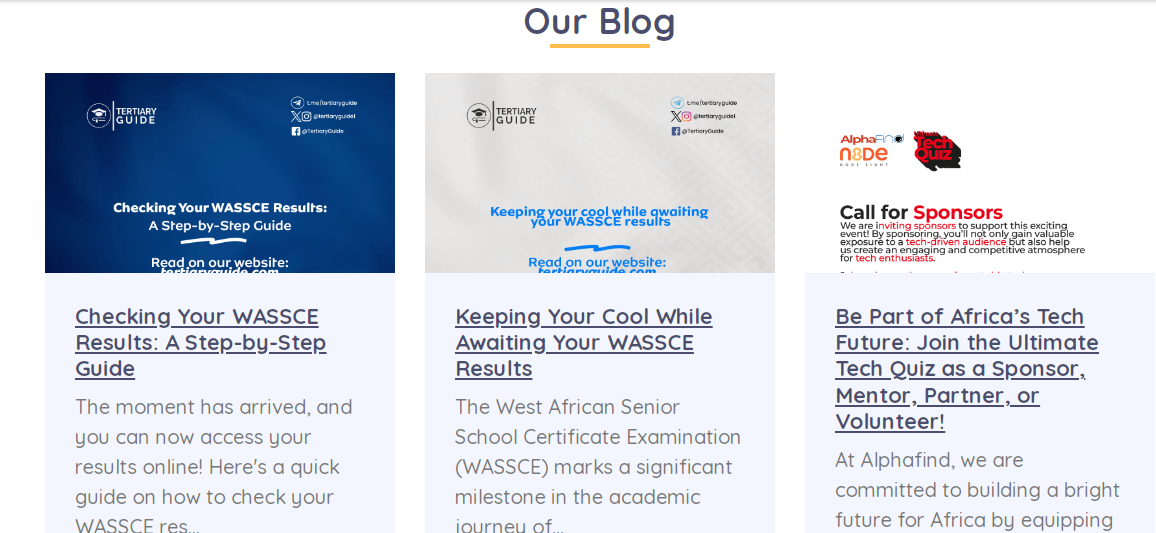 Our Blog
TERTIARY
GUIDE
t.me/tertiaryguide
@tertiaryguide1
@TertiaryGuide
Checking Your WASSCE Results:
A Step-by-Step Guide
Read on our website:
tertiaryguide.com
Checking Your WASSCE
Results: A Step-by-Step
Guide
The moment has arrived, and
you can now access your
results online! Here's a quick
guide on how to check your
WASSCE res...
TERTIARY
GUIDE
t.me/tertiaryguide
@tertiaryguide1
@TertiaryGuide
Keeping your cool while awaiting
your WASSCE results
Read on our website:
tertiaryguide.com
Keeping Your Cool While
Awaiting Your WASSCE
Results
The West African Senior
School Certificate Examination
(WASSCE) marks a significant
milestone in the academic
journey of...
AlphaFind
n8De
NODE EIGHT
Tech
Quiz
Call for Sponsors
We are inviting sponsors to support this exciting
event! By sponsoring, you'll not only gain valuable
exposure to a tech-driven audience but also help
us create an engaging and competitive atmosphere
for tech enthusiasts.
Be Part of Africa’s Tech
Future: Join the Ultimate
Tech Quiz as a Sponsor,
Mentor, Partner, or
Volunteer!
At Alphafind, we are
committed to building a bright
future for Africa by equipping